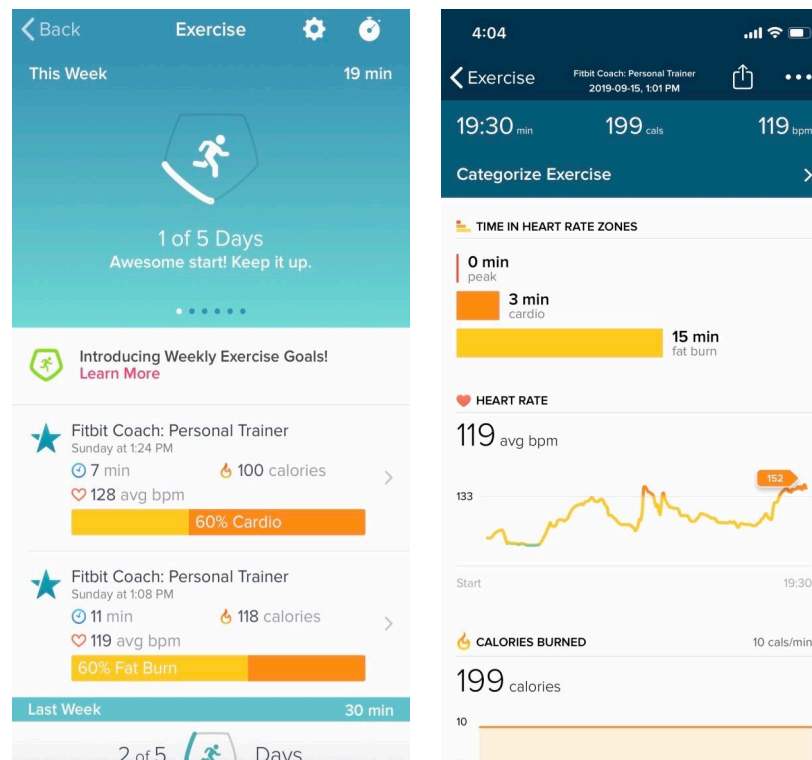 Back
Exercise
This Week
19 min
1 of 5 Days
Awesome start! Keep it up.
Introducing Weekly Exercise Goals!
Learn More
Fitbit Coach: Personal Trainer
Sunday at 1:24 PM
7 min
100 calories
128 avg bpm
60% Cardio
Fitbit Coach: Personal Trainer
Sunday at 1:08 PM
11 min
118 calories
119 avg bpm
60% Fat Burn
Last Week
30 min
2 of 5
Days
4:04
Exercise
Fitbit Coach: Personal Trainer
2019-09-15, 1:01 PM
19:30 min
199 cals
119 bpm
Categorize Exercise
TIME IN HEART RATE ZONES
0 min
peak
3 min
cardio
15 min
fat burn
HEART RATE
119 avg bpm
152
133
Start
19:30
CALORIES BURNED
10 cals/min
199 calories
10